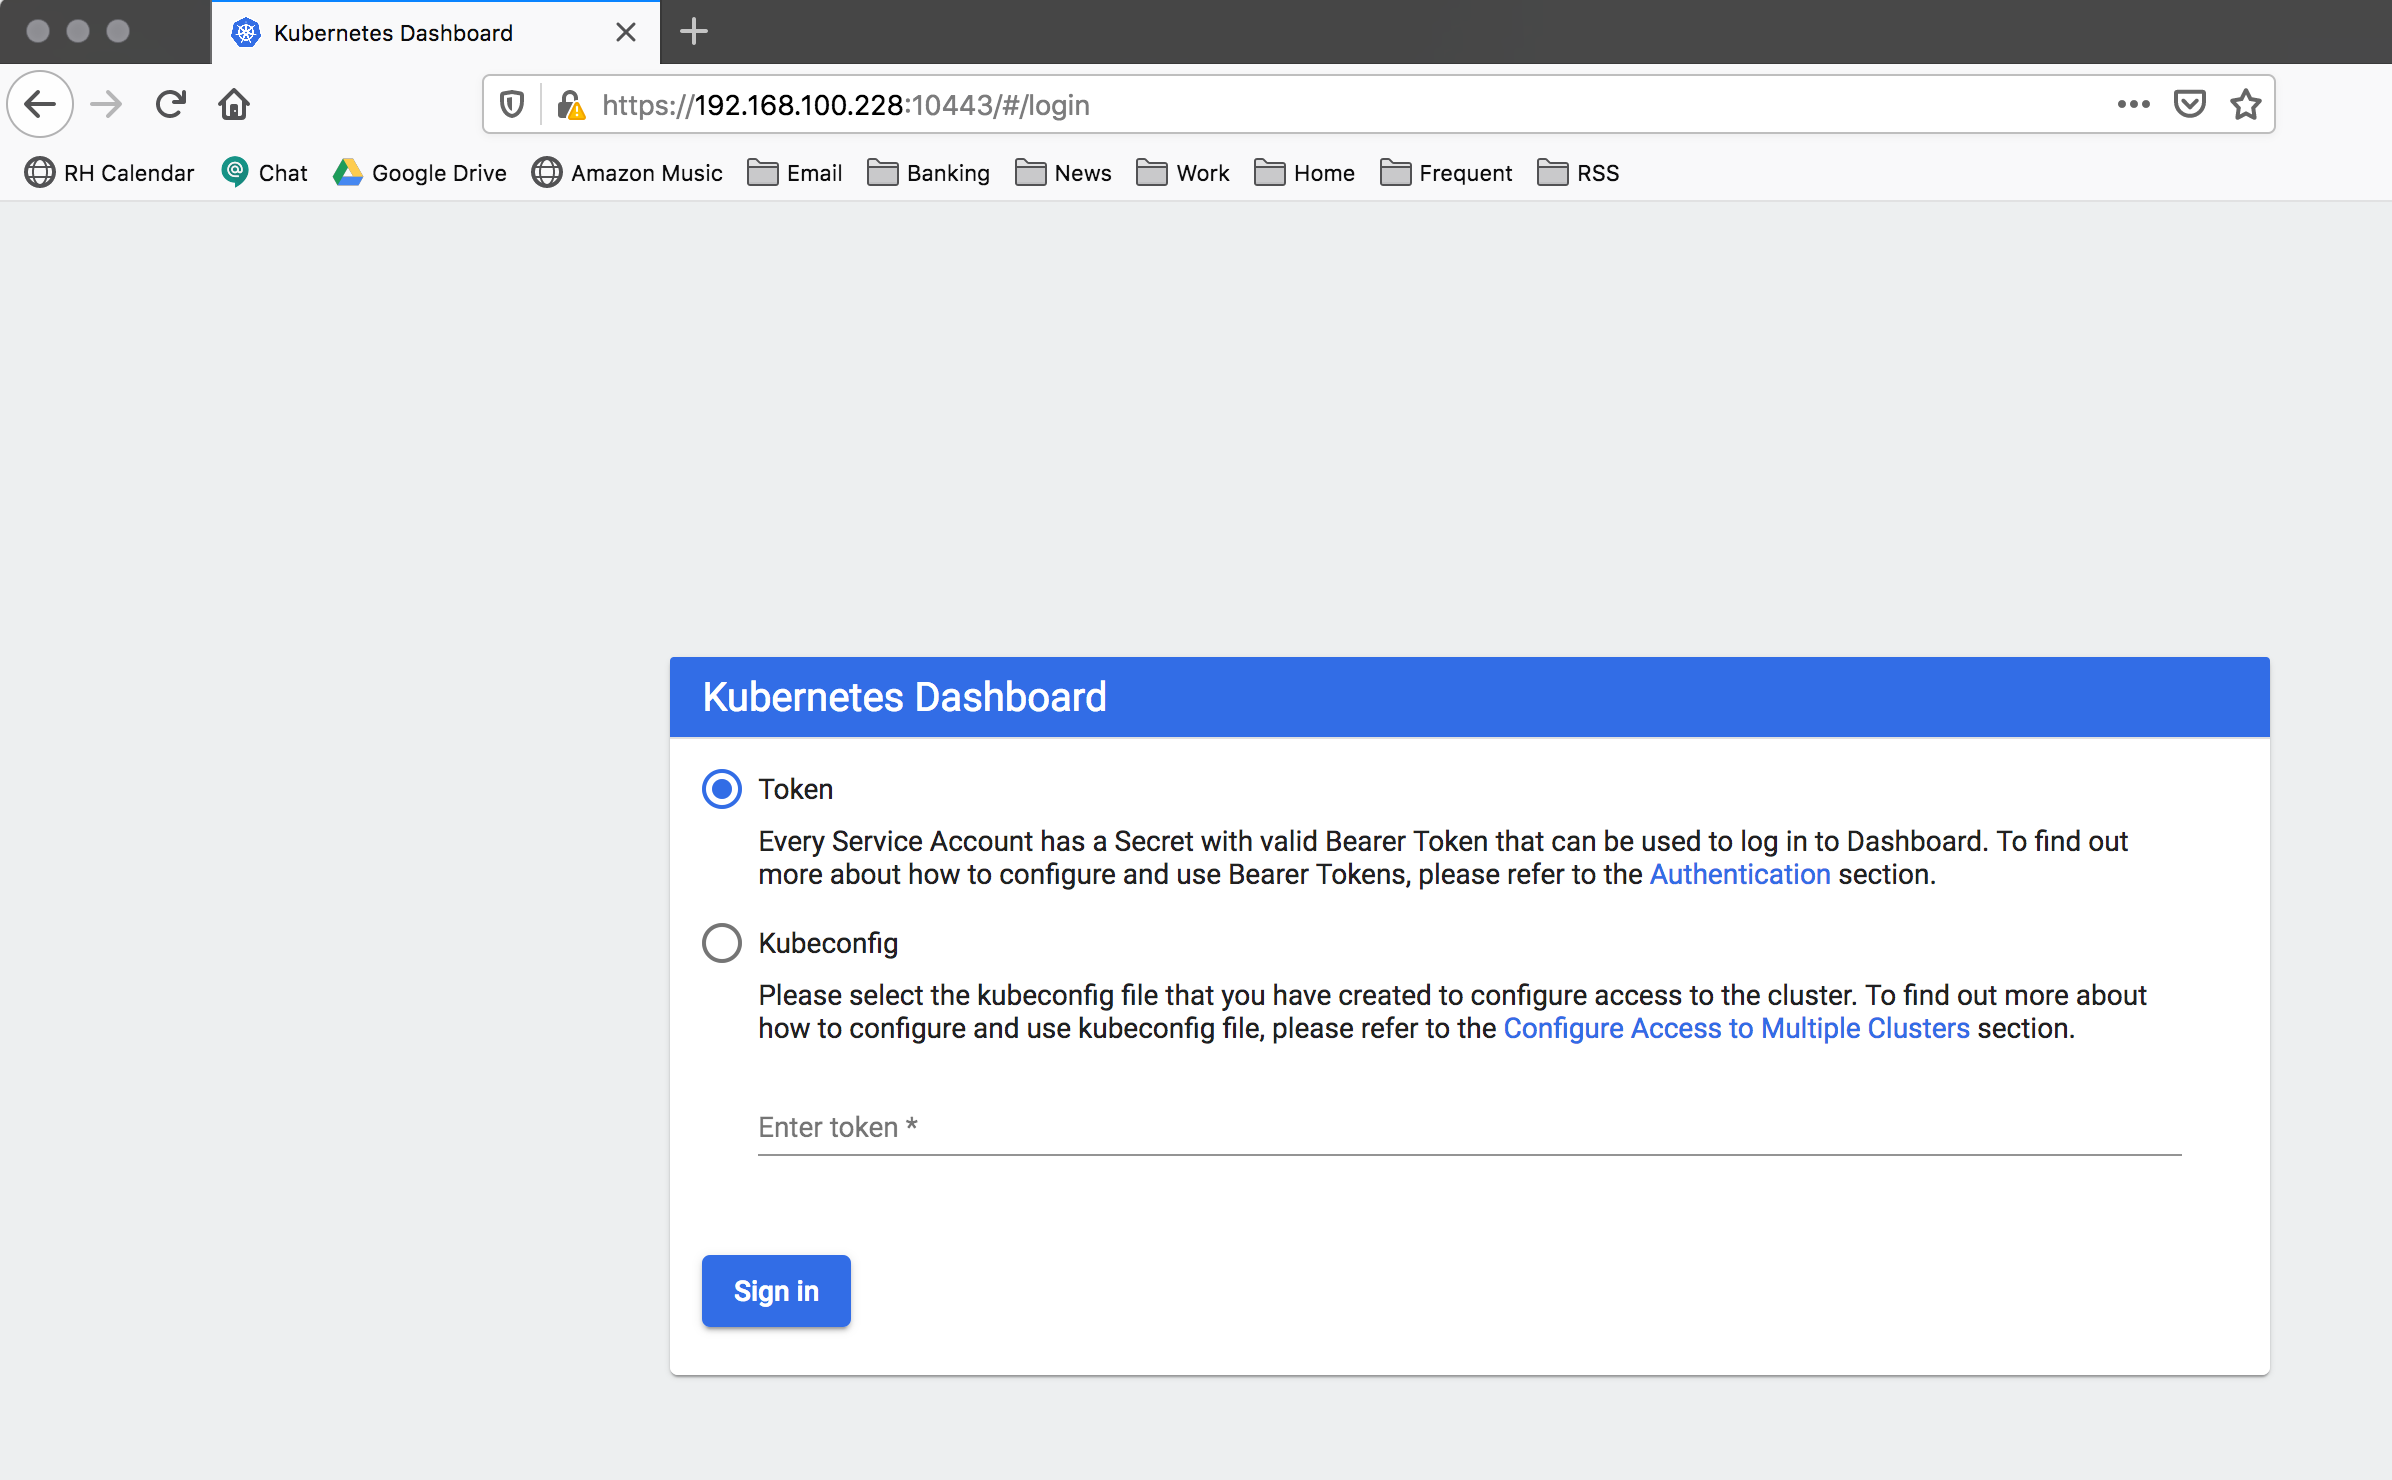 Kubernetes Dashboard
https://192.168.100.228:10443/#/login
RH Calendar Chat Google Drive Amazon Music Email Banking News Work Home Frequent RSS
Kubernetes Dashboard
Token
Every Service Account has a Secret with valid Bearer Token that can be used to log in to Dashboard. To find out
more about how to configure and use Bearer Tokens, please refer to the Authentication section.
Kubeconfig
Please select the kubeconfig file that you have created to configure access to the cluster. To find out more about
how to configure and use kubeconfig file, please refer to the Configure Access to Multiple Clusters section.
Enter token *
Sign in